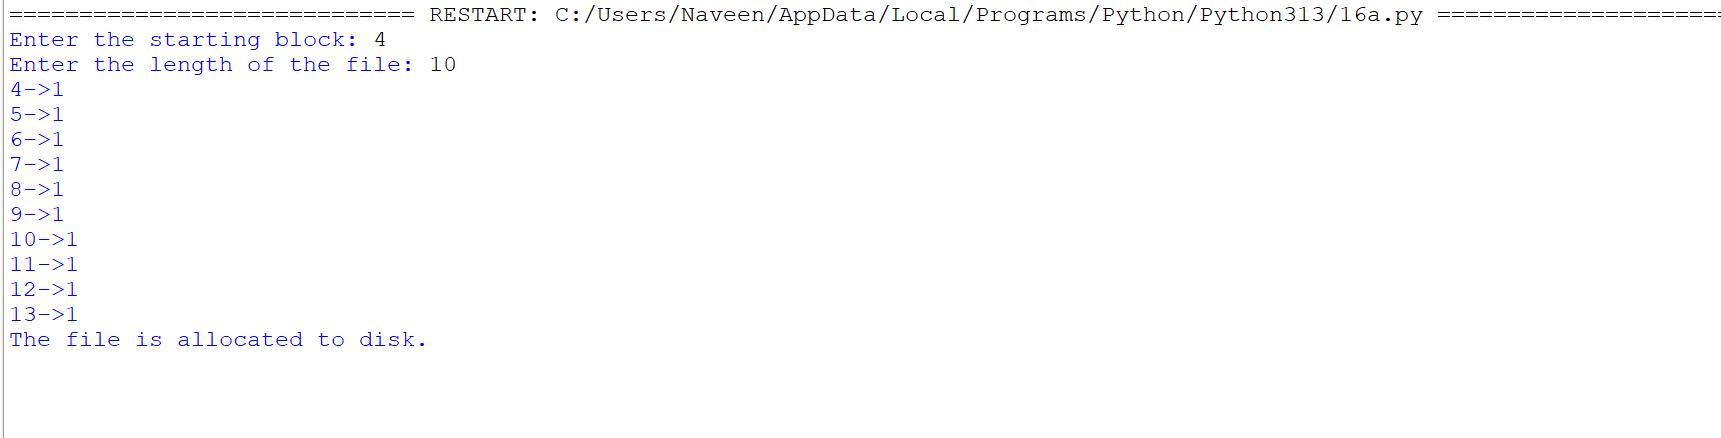 ============================= RESTART: C:/Users/Naveen/AppData/Local/Programs/Python/Python313/16a.py ====================
Enter the starting block: 4
Enter the length of the file: 10
4->1
5->1
6->1
7->1
8->1
9->1
10->1
11->1
12->1
13->1
The file is allocated to disk.